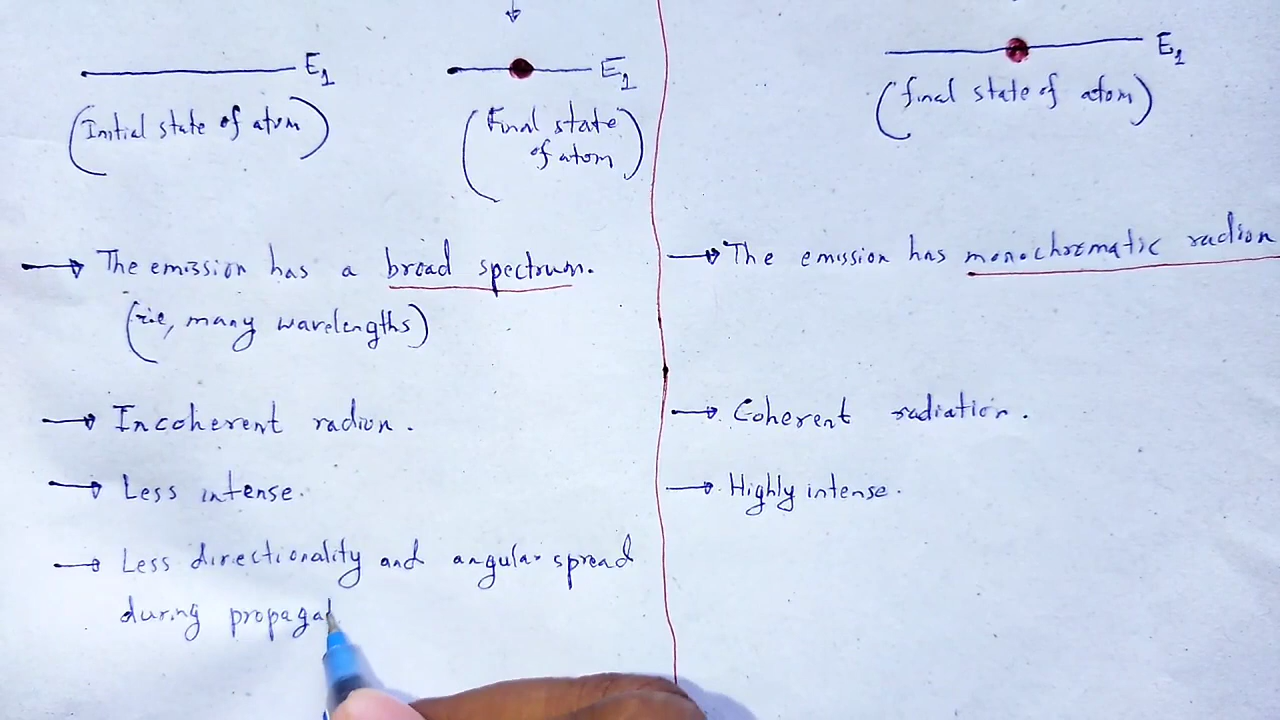 E1
(Initial state of atom)
E1
(Final state
of atom)
→ The emission has a broad spectrum.
(i.e, many wavelengths)
→ Incoherent radion.
→ Less intense.
→ Less directionality and angular spread
during propagat
E1
(final state of atom)
→ The emission has monochromatic radion
→ Coherent radiation.
→ Highly intense.